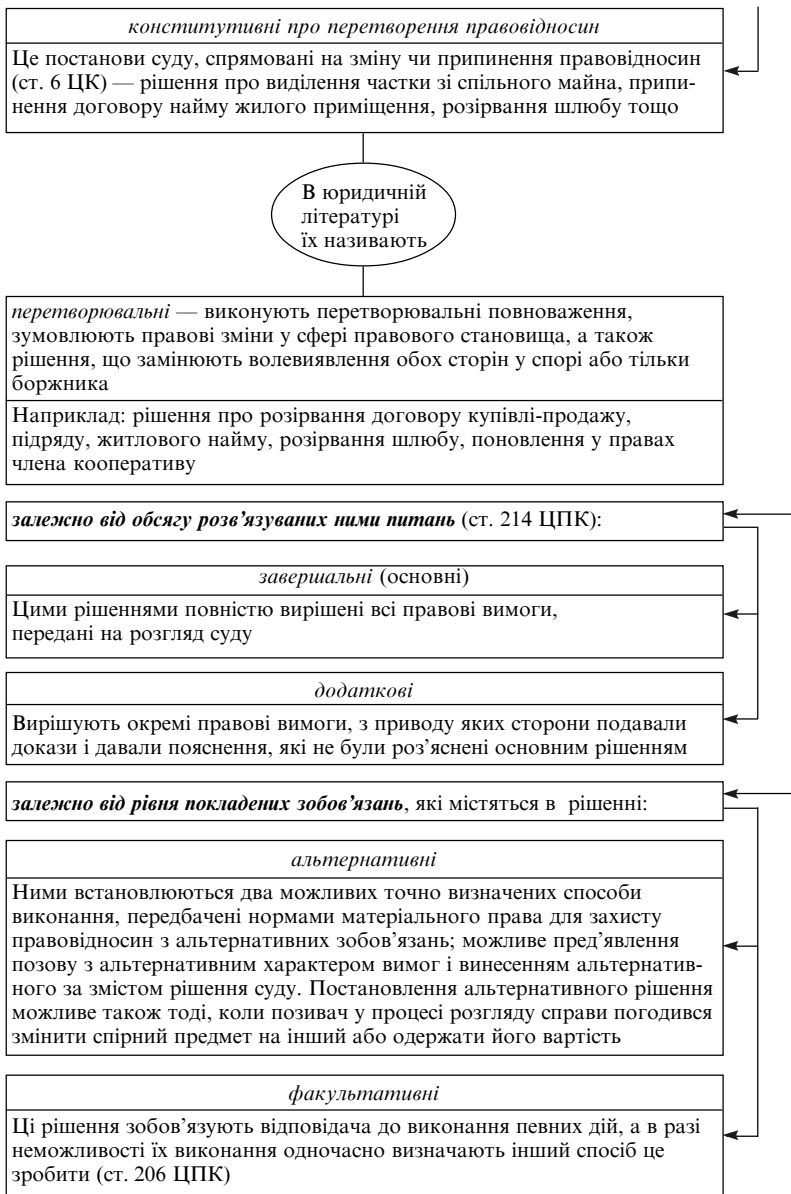 конститутивні про перетворення правовідносин
Це постанови суду, спрямовані на зміну чи припинення правовідносин
(ст. 6 ЦК) — рішення про виділення частки зі спільного майна, припи-
нення договору найму жилого приміщення, розірвання шлюбу тощо
В юридичній
літературі
їх називають
перетворювальні — виконують перетворювальні повноваження,
зумовлюють правові зміни у сфері правового становища, а також
рішення, що замінюють волевиявлення обох сторін у спорі або тільки
боржника
Наприклад: рішення про розірвання договору купівлі-продажу,
підряду, житлового найму, розірвання шлюбу, поновлення у правах
члена кооперативу
залежно від обсягу розв'язуваних ними питань (ст. 214 ЦПК):
завершальні (основні)
Цими рішеннями повністю вирішені всі правові вимоги,
передані на розгляд суду
додаткові
Вирішують окремі правові вимоги, з приводу яких сторони подавали
докази і давали пояснення, які не були роз'яснені основним рішенням
залежно від рівня покладених зобов'язань, які містяться в рішенні:
альтернативні
Ними встановлюються два можливих точно визначених способи
виконання, передбачені нормами матеріального права для захисту
правовідносин з альтернативних зобов'язань; можливе пред'явлення
позову з альтернативним характером вимог і винесенням альтернатив-
ного за змістом рішення суду. Постановлення альтернативного рішення
можливе також тоді, коли позивач у процесі розгляду справи погодився
змінити спірний предмет на інший або одержати його вартість
факультативні
Ці рішення зобов'язують відповідача до виконання певних дій, а в разі
неможливості їх виконання одночасно визначають інший спосіб це
зробити (ст. 206 ЦПК)